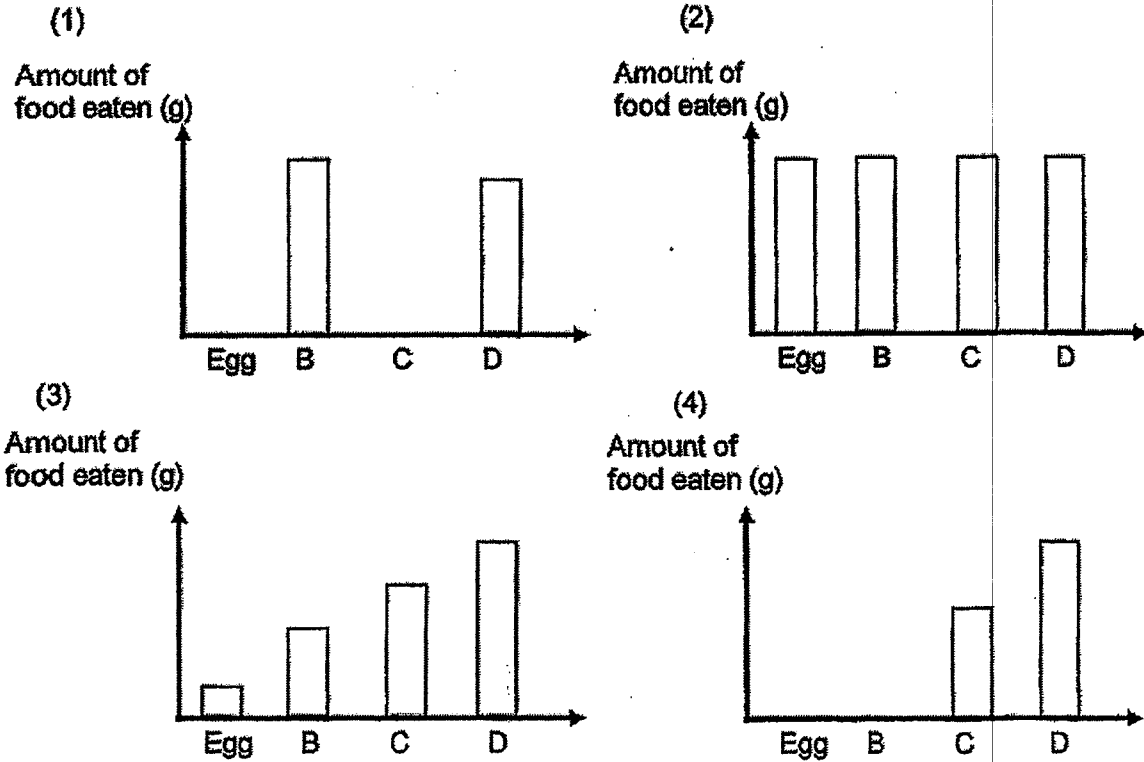 (1)
Amount of
food eaten (g)
Egg B C D
(2)
Amount of
food eaten (g)
Egg B C D
(3)
Amount of
food eaten (g)
Egg B C D
(4)
Amount of
food eaten (g)
Egg B C D